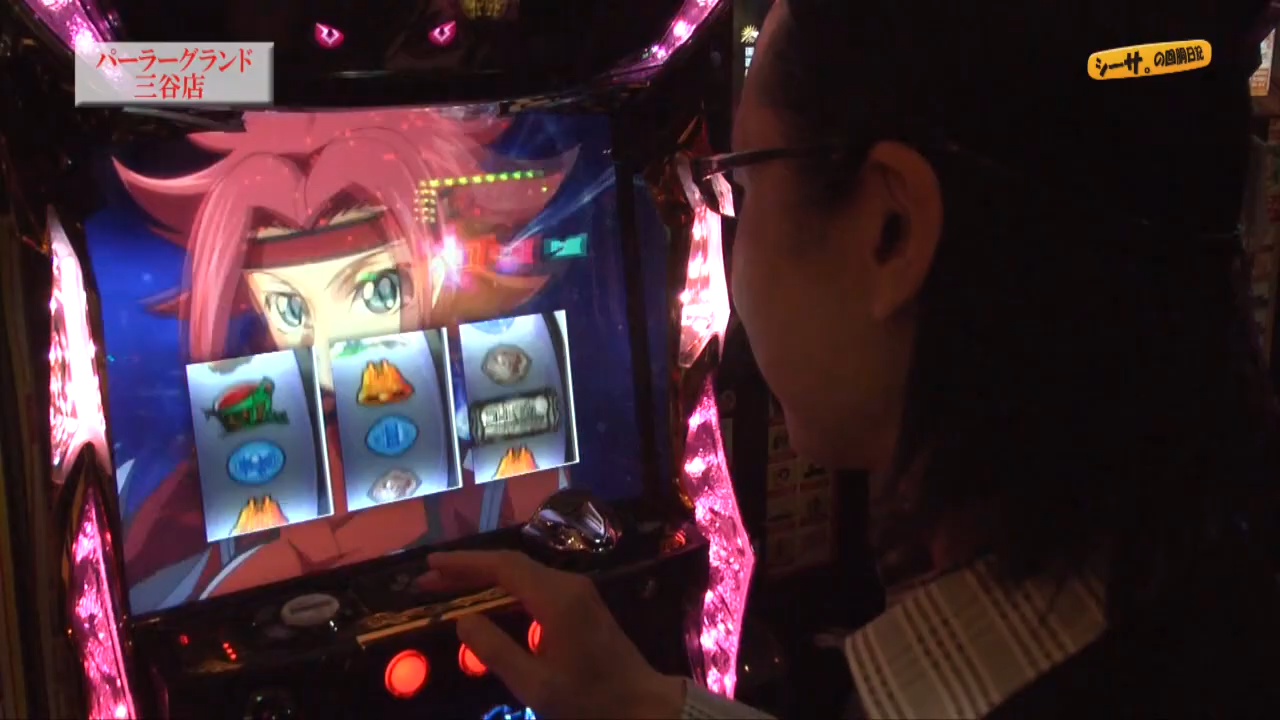 パーラーグランド
三谷店
シーサ。の回胴日記